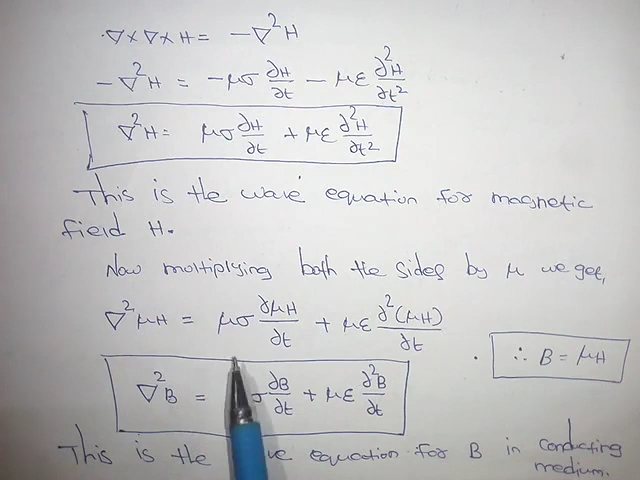 ∇×∇×H = -∇²H
-∇²H = -μσ ∂H/∂t - με ∂²H/∂t²
∇²H = μσ ∂H/∂t + με ∂²H/∂t²
This is the wave equation for magnetic
field H.
Now multiplying both the sides by μ we get,
∇²μH = μσ ∂μH/∂t + με ∂²(μH)/∂t
∴ B = μH
∇²B = σ ∂B/∂t + με ∂²B/∂t
This is the equation for B in conducting
medium.